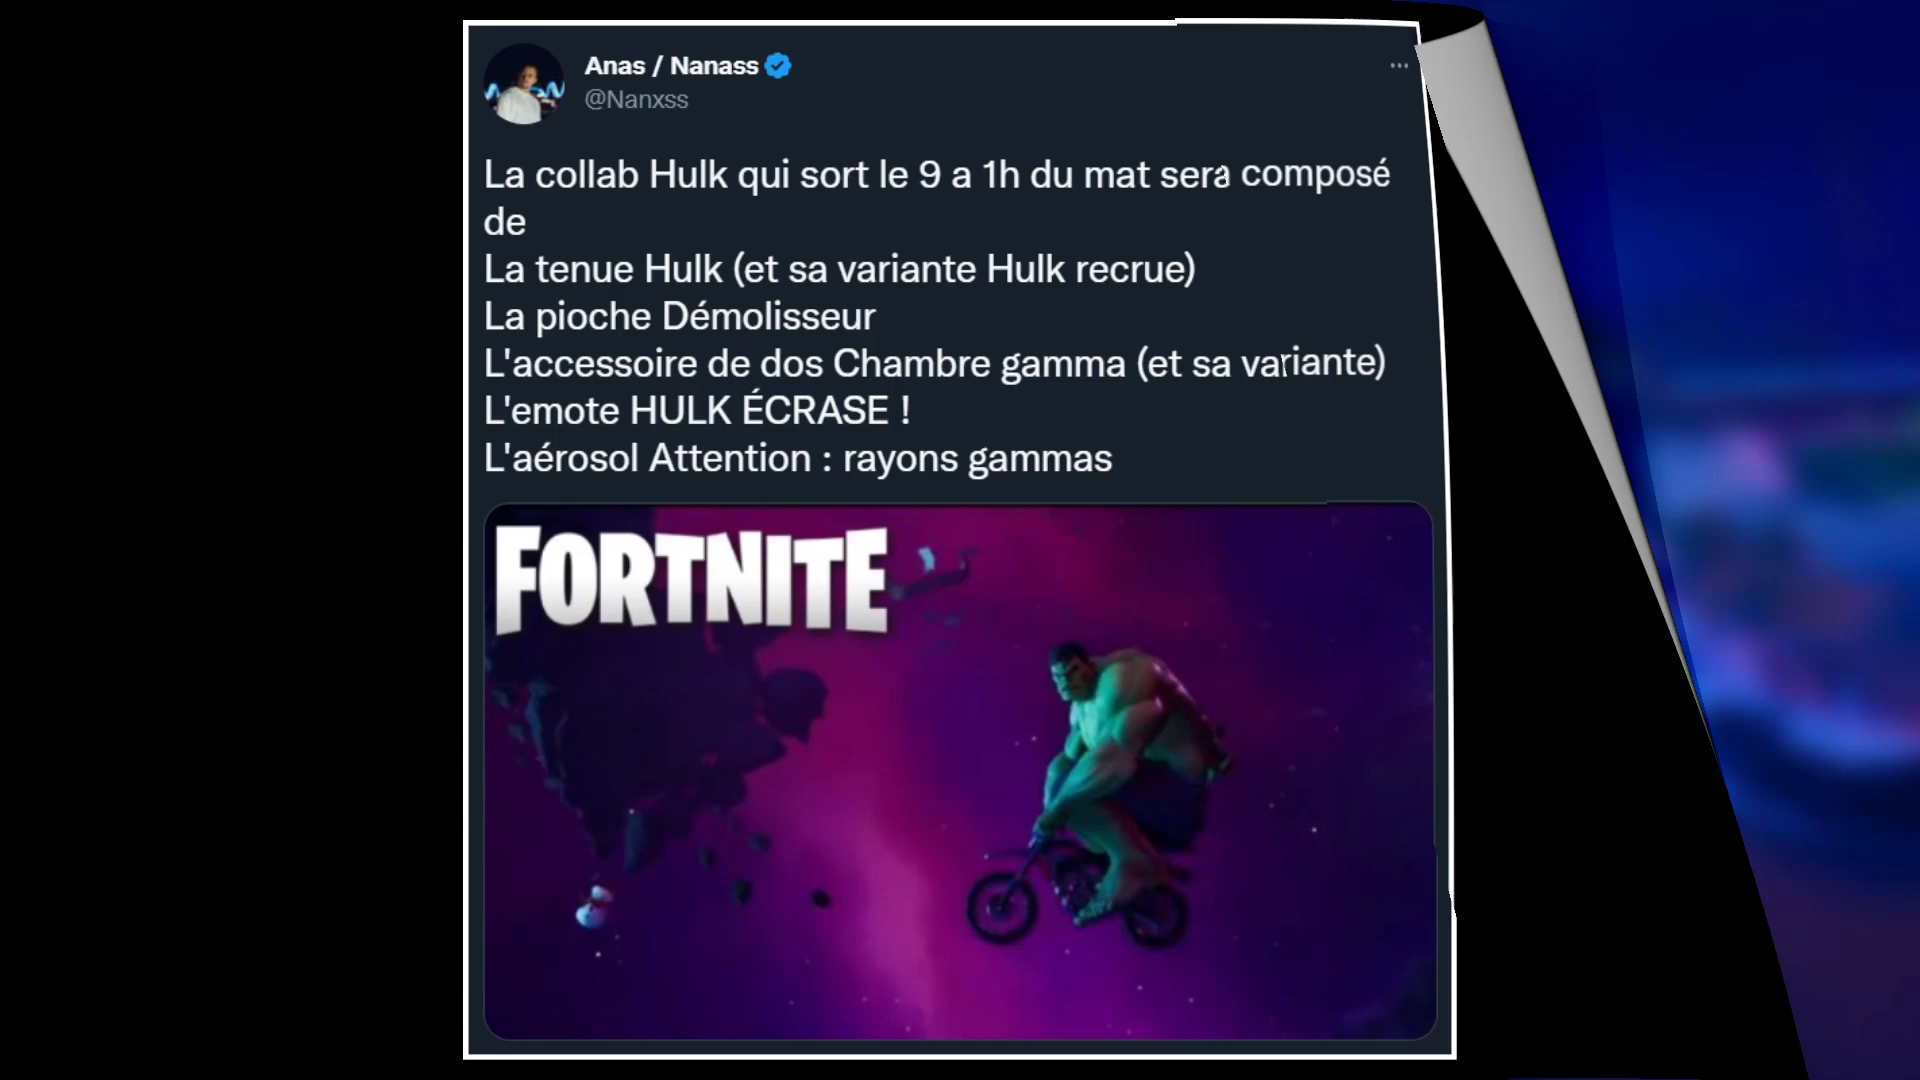 Anas / Nanass
@Nanxss
La collab Hulk qui sort le 9 a 1h du mat sera composé
de
La tenue Hulk (et sa variante Hulk recrue)
La pioche Démolisseur
L'accessoire de dos Chambre gamma (et sa variante)
L'emote HULK ÉCRASE !
L'aérosol Attention : rayons gammas
FORTNITE